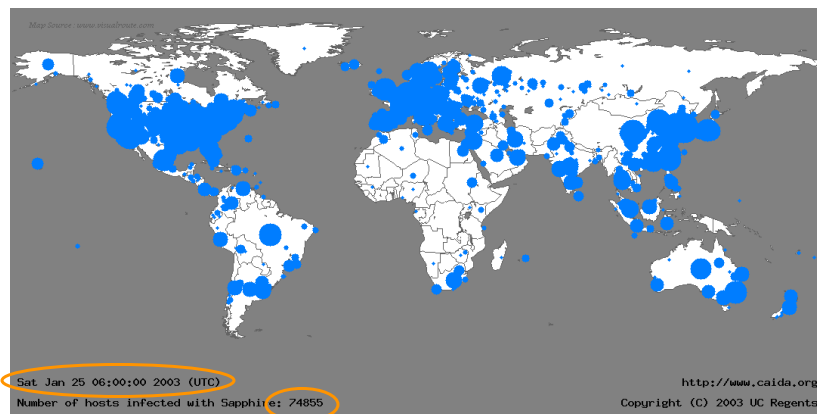 Map Source : www.visualroute.com
Sat Jan 25 06:00:00 2003 (UTC)
http://www.caida.org
Number of hosts infected with Sapphire: 74855
Copyright (C) 2003 UC Regents